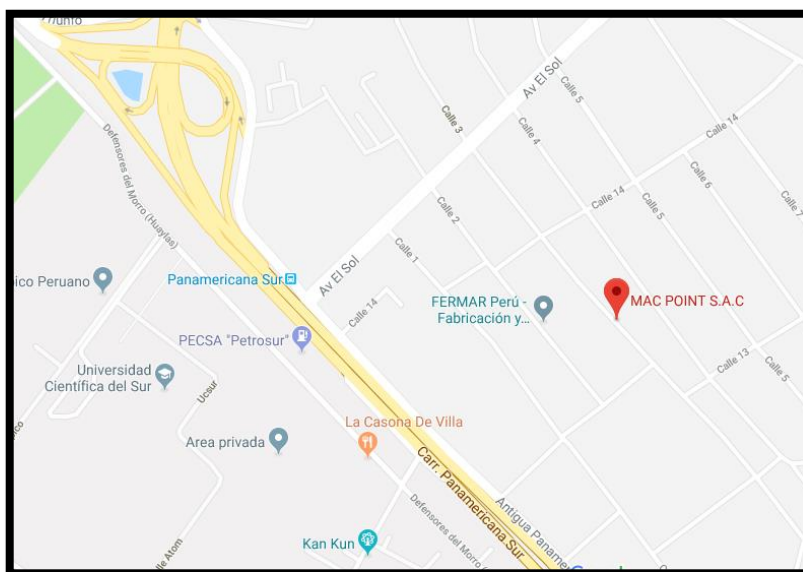 Av El Sol
Calle 5
Calle 3
Calle 4
Calle 14
Defensores del Morro (Huaylas)
Calle 6
Calle 14
Calle 5
Calle 7
Calle 2
Calle 1
ico Peruano
Panamericana Sur
Av El Sol
FERMAR Perú -
Fabricación y...
MAC POINT S.A.C
Calle 14
PECSA "Petrosur"
Universidad
Científica del Sur
Ucsur
Calle 13
Calle 5
La Casona De Villa
Area privada
Carr. Panamericana Sur
Antigua Panamer
Defensores del Morro (Hu
Kan Kun
lle Atom